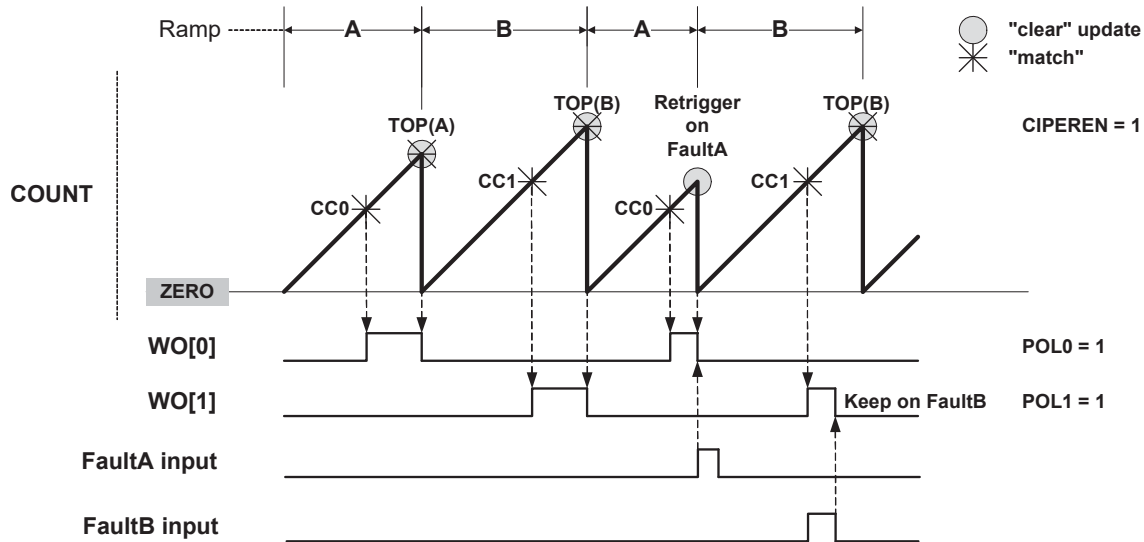 Ramp
A
B
A
B
"clear" update
"match"
TOP(A)
TOP(B)
Retrigger
on
FaultA
TOP(B)
CIPEREN = 1
COUNT
CC0
CC1
CC0
CC1
ZERO
WO[0]
POL0 = 1
WO[1]
Keep on FaultB
POL1 = 1
FaultA input
FaultB input